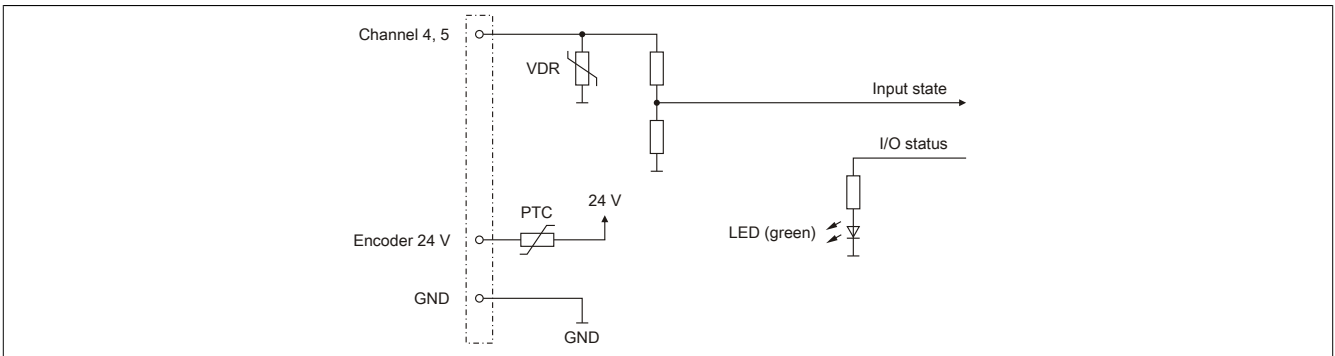 Channel 4, 5
VDR
Input state
I/O status
24 V
PTC
LED (green)
Encoder 24 V
GND
GND